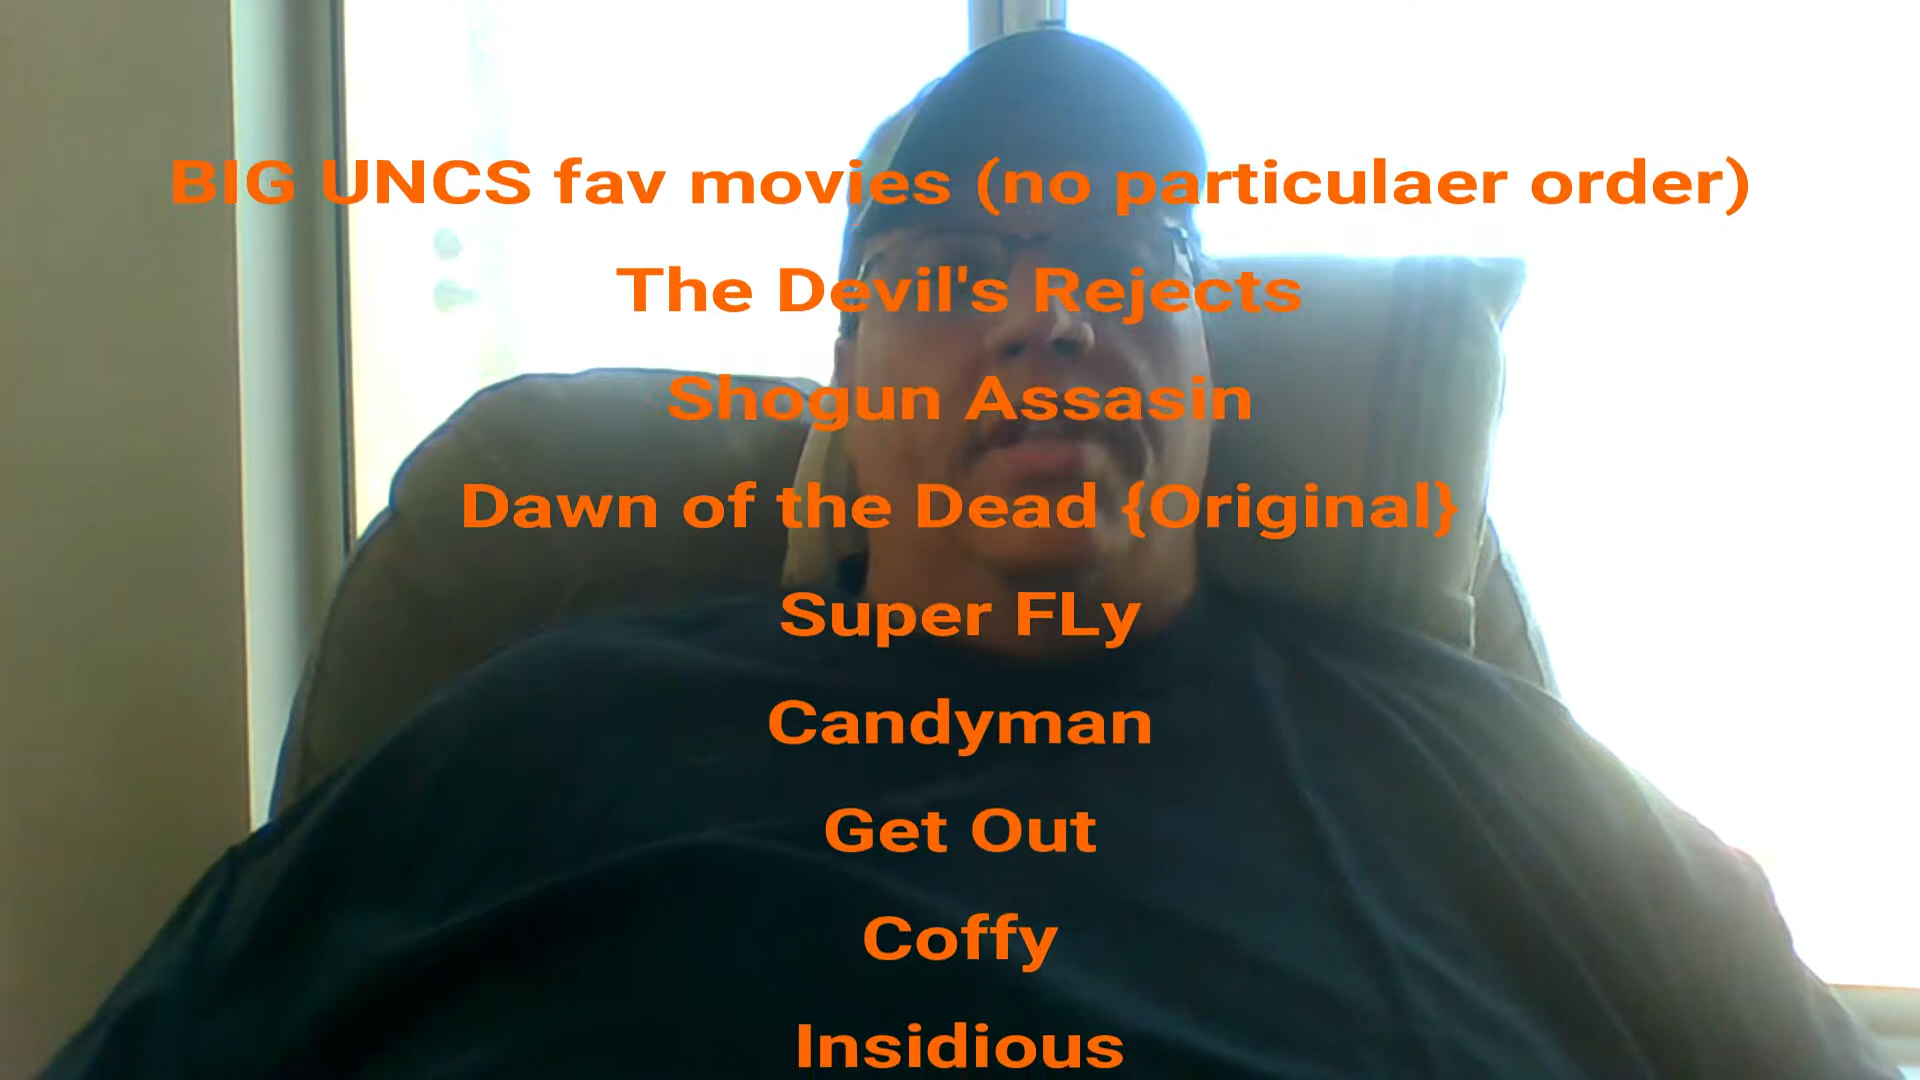 BIG UNCS fav movies (no particulaer order)
The Devil's Rejects
Shogun Assasin
Dawn of the Dead {Original}
Super FLy
Candyman
Get Out
Coffy
Insidious